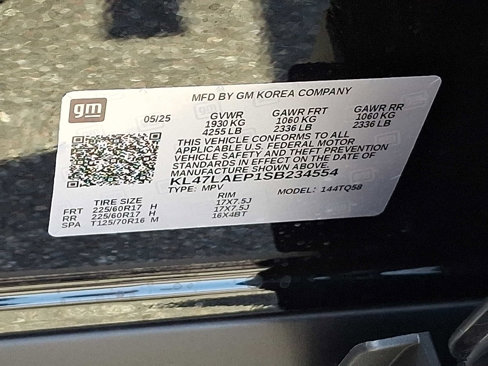 gm
MFD BY GM KOREA COMPANY
05/25
GVWR GAWR FRT GAWR RR
1930 KG 1060 KG 1060 KG
4255 LB 2336 LB 2336 LB
THIS VEHICLE CONFORMS TO ALL
APPLICABLE U.S. FEDERAL MOTOR
VEHICLE SAFETY AND THEFT PREVENTION
STANDARDS IN EFFECT ON THE DATE OF
MANUFACTURE SHOWN ABOVE.
KL47LAEP1SB234554
TYPE: MPV MODEL: 144TQ58
TIRE SIZE RIM
FRT 225/60R17 H 17X7.5J
RR 225/60R17 H 17X7.5J
SPA T125/70R16 M 16X4BT